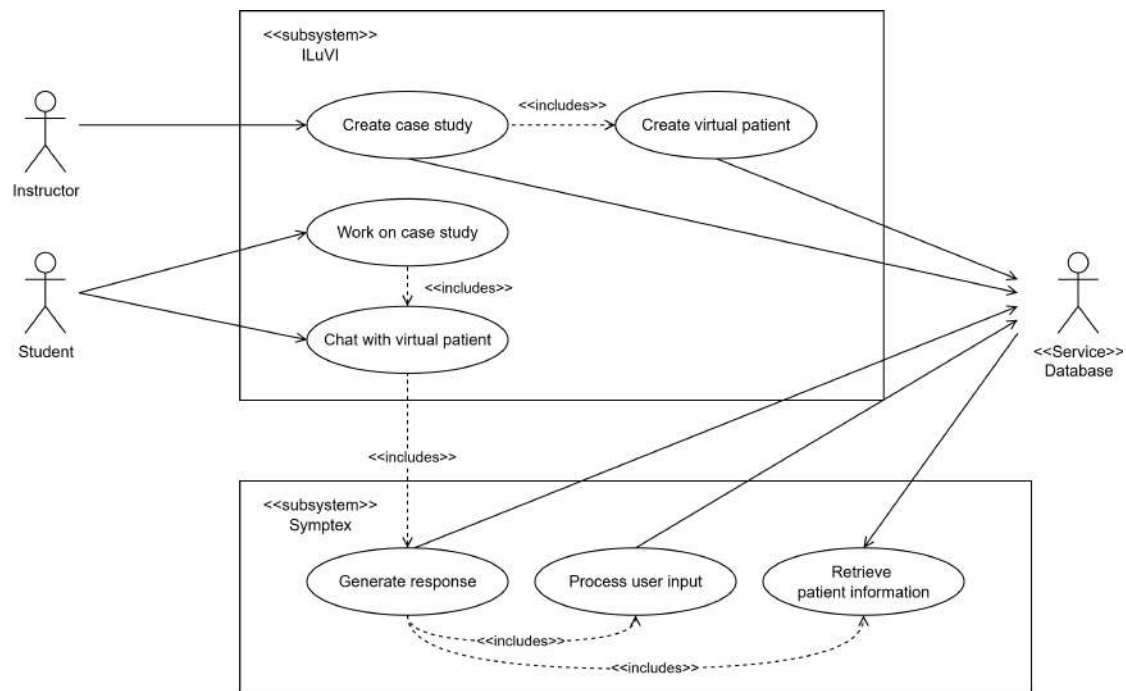 <<subsystem>>
ILuVI
Instructor
Create case study
<<includes>>
Create virtual patient
Student
Work on case study
<<includes>>
Chat with virtual patient
<<Service>>
Database
<<includes>>
<<subsystem>>
Symptex
Generate response
Process user input
Retrieve
patient information
<<includes>>
<<includes>>